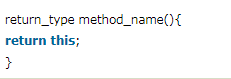 return_type method_name(){
return this;
}